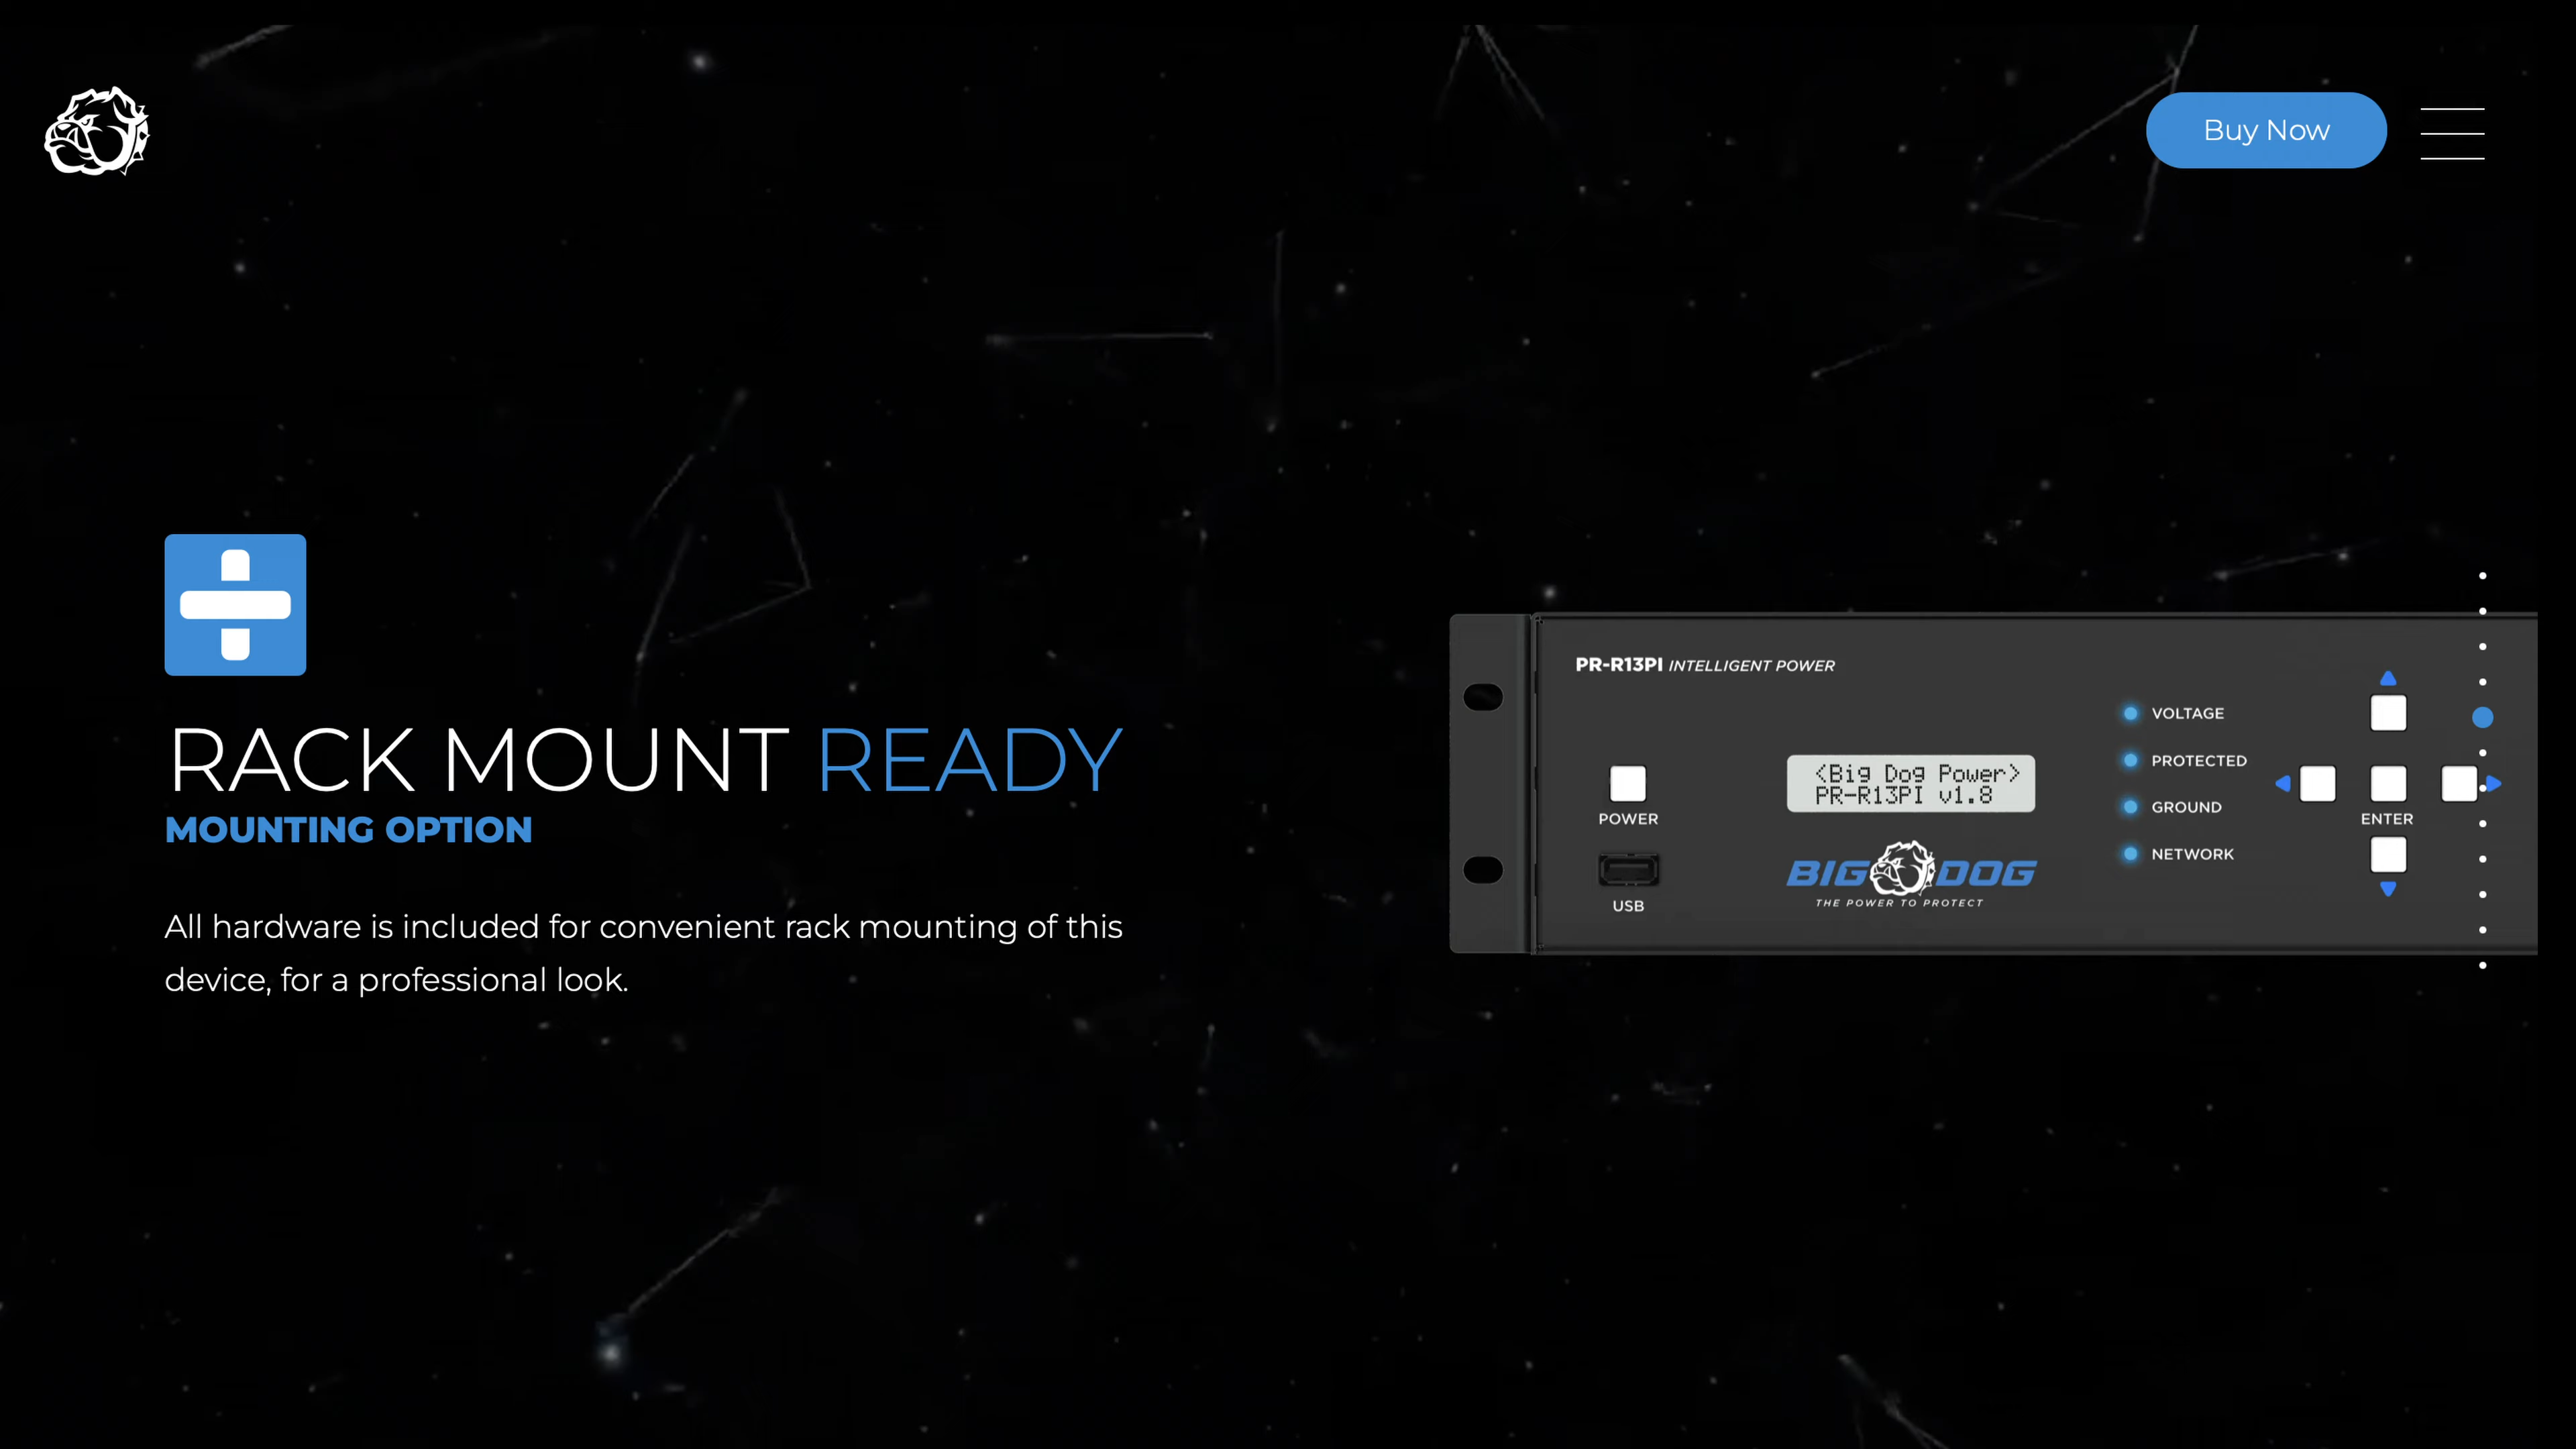 Buy Now
RACK MOUNT READY
MOUNTING OPTION
All hardware is included for convenient rack mounting of this
device, for a professional look.
PR-R13PI INTELLIGENT POWER
POWER
USB
<Big Dog Power>
PR-R13PI v1.8
BIG DOG
THE POWER TO PROTECT
VOLTAGE
PROTECTED
GROUND
NETWORK
ENTER